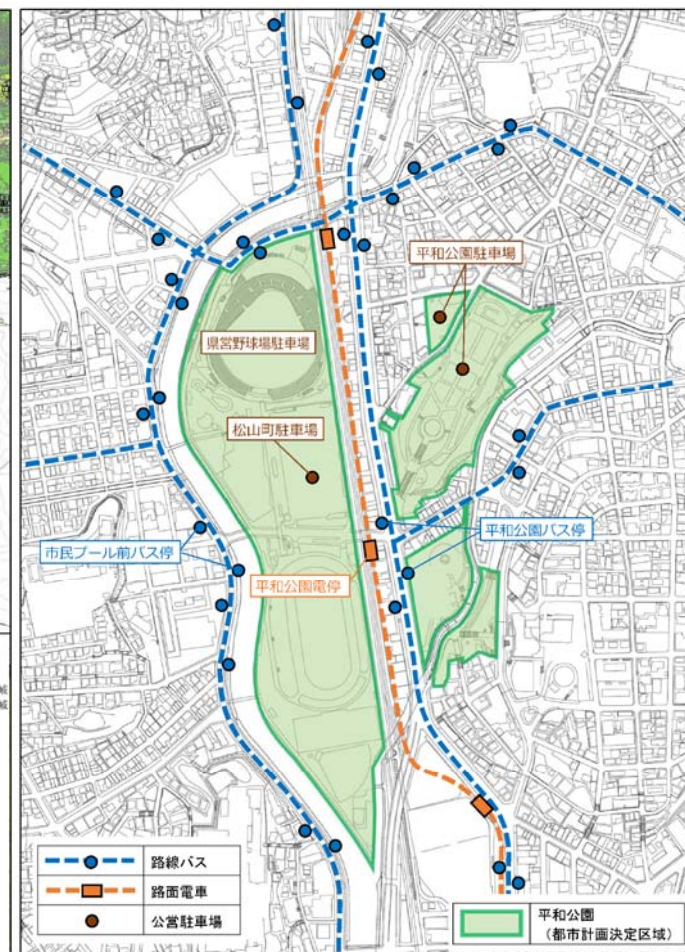 平和公園駐車場
県営野球場駐車場
松山町駐車場
市民プール前バス停
平和公園バス停
平和公園電停
路線バス
路面電車
公営駐車場
平和公園
(都市計画決定区域)
域
域